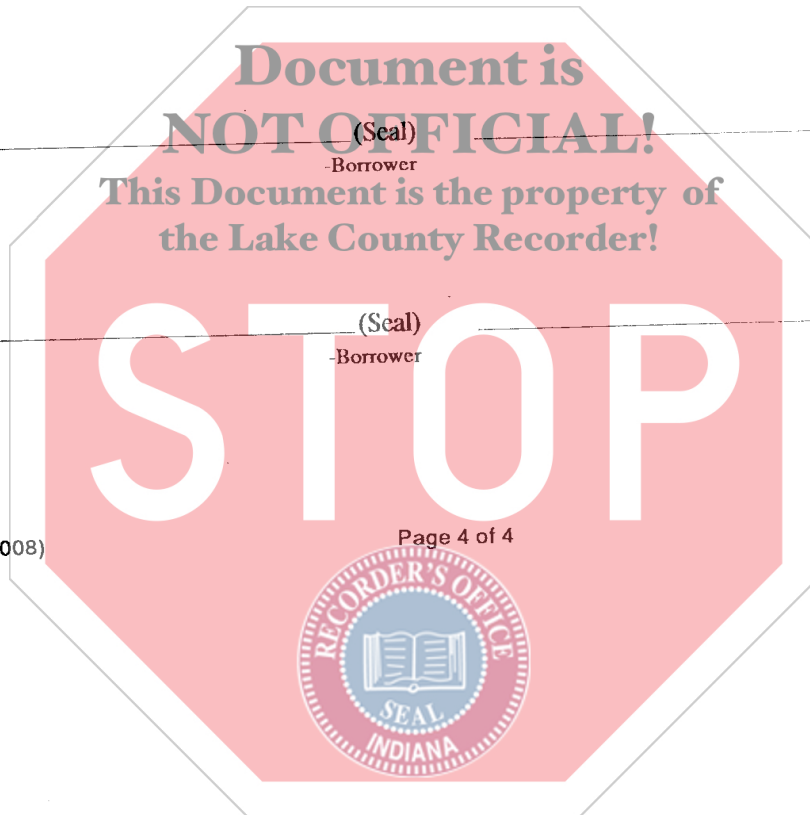 Document is
NOT OFFICIAL!
(Seal)
-Borrower
This Document is the property of
the Lake County Recorder!
(Seal)
-Borrower
STOP
008)
Page 4 of 4
RECORDER'S OFFICE
SEAL
INDIANA